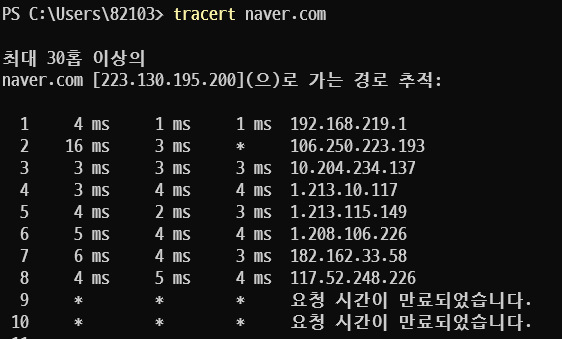 PS C:\Users\82103> tracert naver.com
최대 30홉 이상의
naver.com [223.130.195.200](으)로 가는 경로 추적:
1 4 ms 1 ms 1 ms 192.168.219.1
2 16 ms 3 ms * 106.250.223.193
3 3 ms 3 ms 3 ms 10.204.234.137
4 3 ms 4 ms 4 ms 1.213.10.117
5 4 ms 2 ms 3 ms 1.213.115.149
6 5 ms 4 ms 4 ms 1.208.106.226
7 6 ms 4 ms 3 ms 182.162.33.58
8 4 ms 5 ms 4 ms 117.52.248.226
9 * * * 요청 시간이 만료되었습니다.
10 * * * 요청 시간이 만료되었습니다.